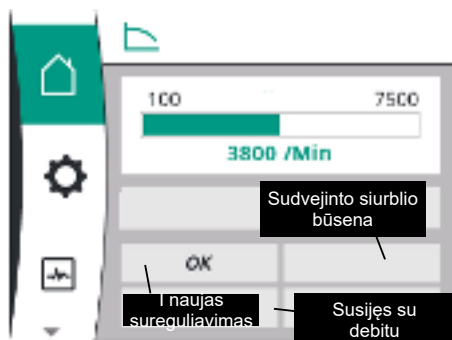 100 7500
3800 /Min
Sudvejinto siurblio
būsena
OK
Į naujas
sureguliavimas
Susijęs su
debitu